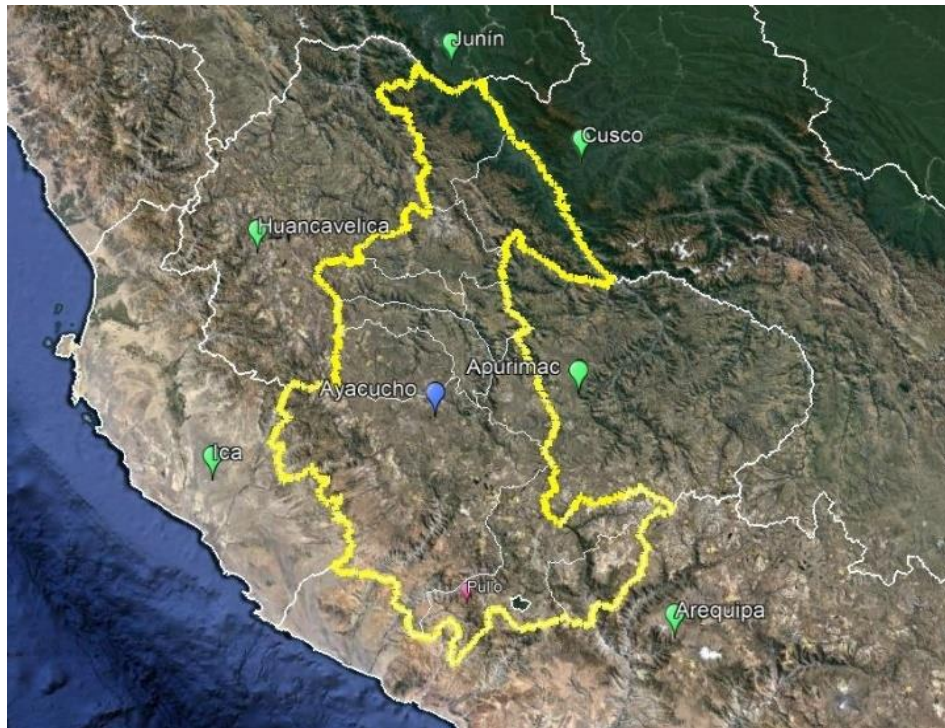 Junín
Cusco
Huancavelica
Apurimac
Ayacucho
Ica
Pullo
Arequipa